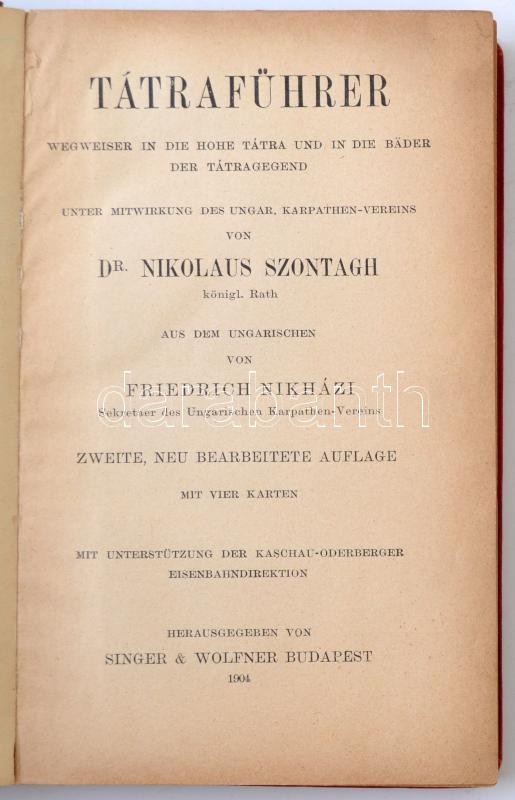 TÁTRAFÜHRER
WEGWEISER IN DIE HOHE TÁTRA UND IN DIE BÄDER
DER TÁTRAGEGEND
UNTER MITWIRKUNG DES UNGAR. KARPATHEN-VEREINS
VON
DR. NIKOLAUS SZONTAGH
königl. Rath
AUS DEM UNGARISCHEN
VON
FRIEDRICH NIKHÁZI
darabanth
Sekretaer des Ungarischen Karpathen-Vereins
ZWEITE, NEU BEARBEITETE AUFLAGE
MIT VIER KARTEN
MIT UNTERSTÜTZUNG DER KASCHAU-ODERBERGER
EISENBAHNDIREKTION
HERAUSGEGEBEN VON
SINGER & WOLFNER BUDAPEST
1904